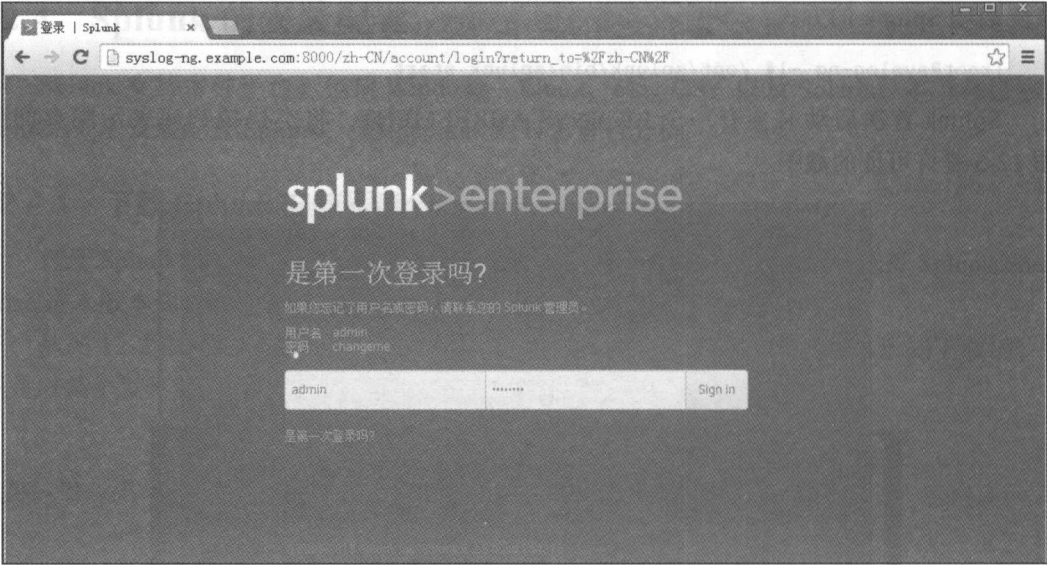 登录 | Splunk
syslog-ng.example.com:8000/zh-CN/account/login?return_to=%2Fzh-CN%2F
splunk>enterprise
是第一次登录吗?
如果您忘记了用户名或密码,请联系您的 Splunk 管理员。
用户名 admin
密码 changeme
admin ........ Sign in
是第一次登录吗?